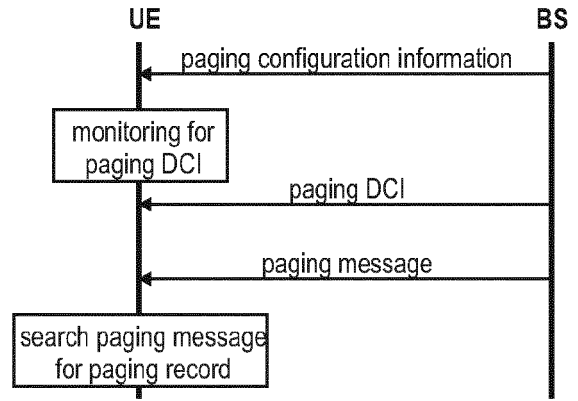 UE BS
paging configuration information
monitoring for
paging DCI
paging DCI
paging message
search paging message
for paging record